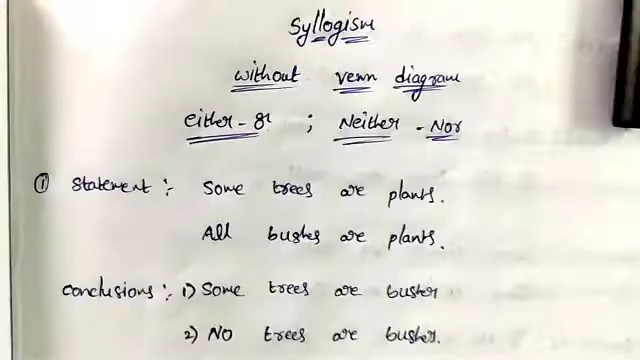 Syllogism
without venn diagram
either - or ; Neither - Nor
① Statement :- Some trees are plants.
All bushes are plants.
Conclusions :- 1) Some trees are bushes
2) No trees are bushes.